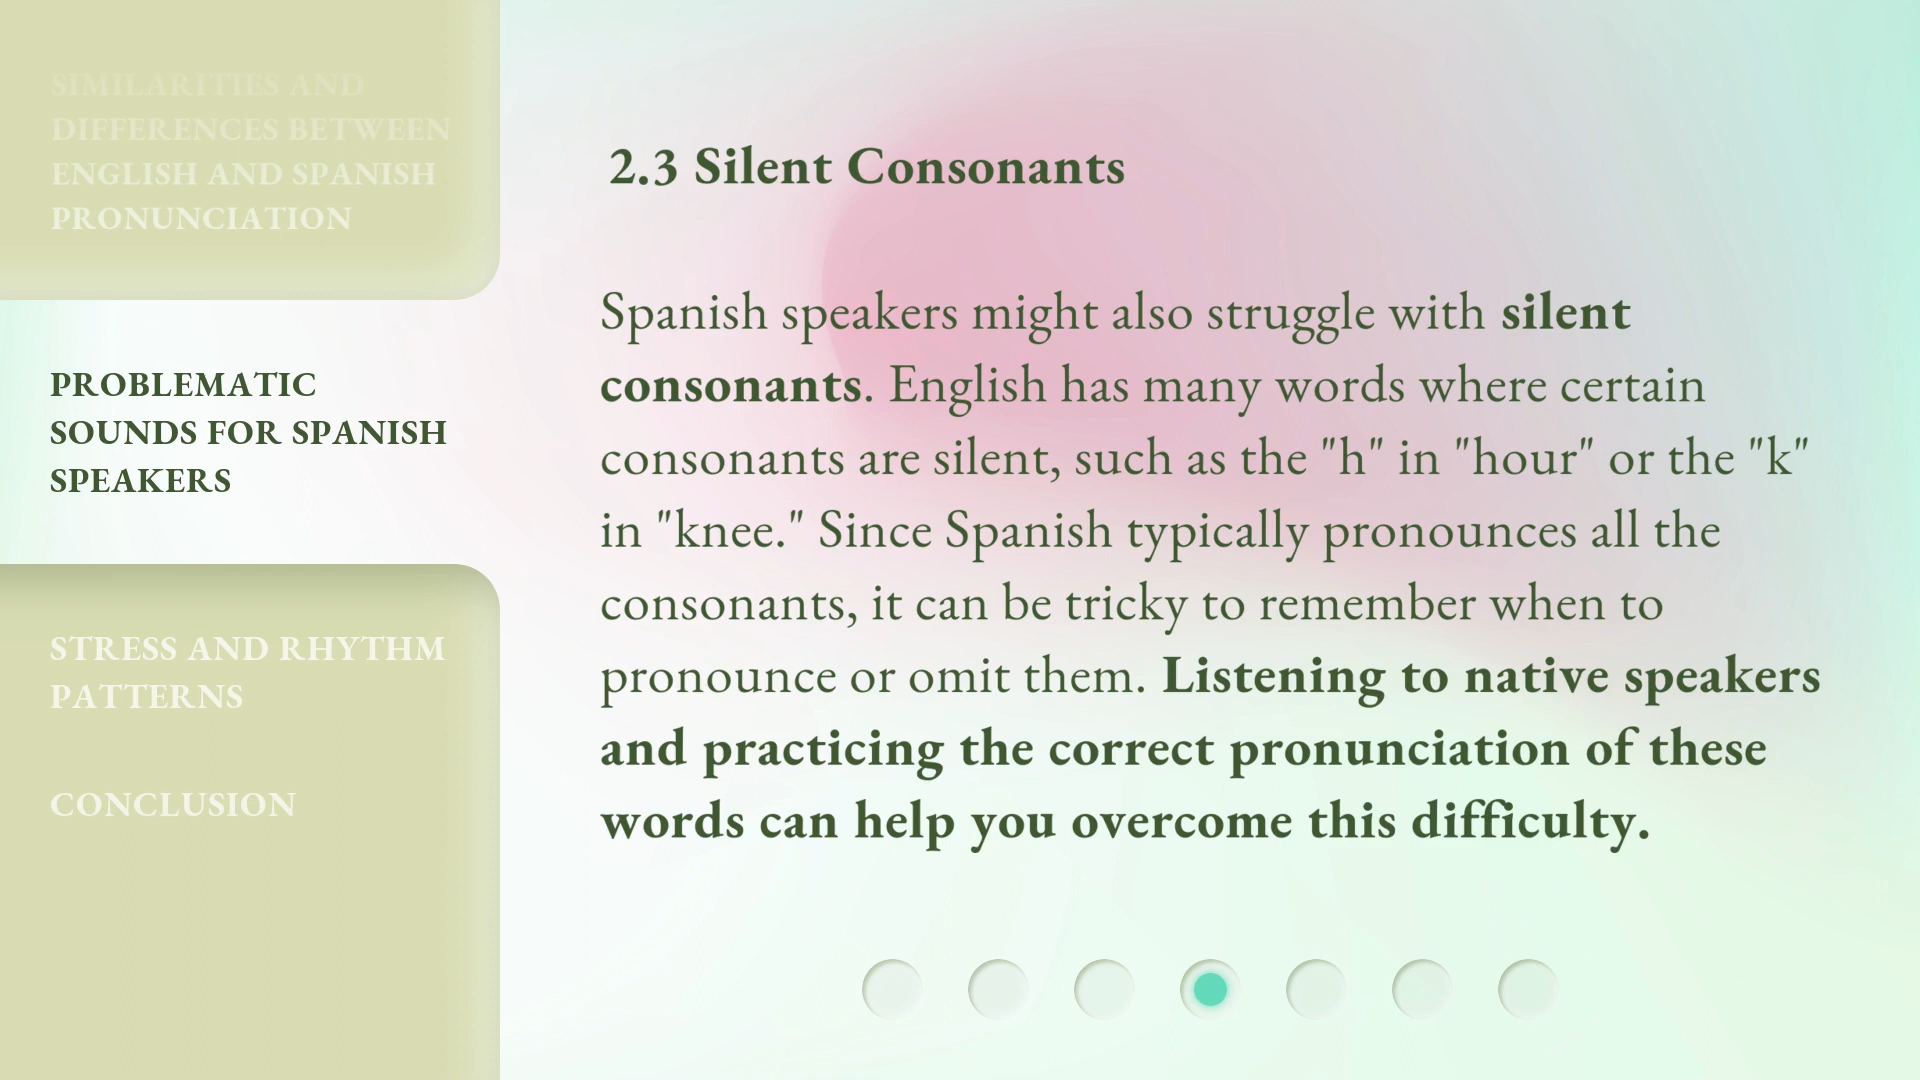 SIMILARITIES AND
DIFFERENCES BETWEEN
ENGLISH AND SPANISH
PRONUNCIATION
PROBLEMATIC
SOUNDS FOR SPANISH
SPEAKERS
STRESS AND RHYTHM
PATTERNS
CONCLUSION
2.3 Silent Consonants
Spanish speakers might also struggle with silent
consonants. English has many words where certain
consonants are silent, such as the "h" in "hour" or the "k"
in "knee." Since Spanish typically pronounces all the
consonants, it can be tricky to remember when to
pronounce or omit them. Listening to native speakers
and practicing the correct pronunciation of these
words can help you overcome this difficulty.